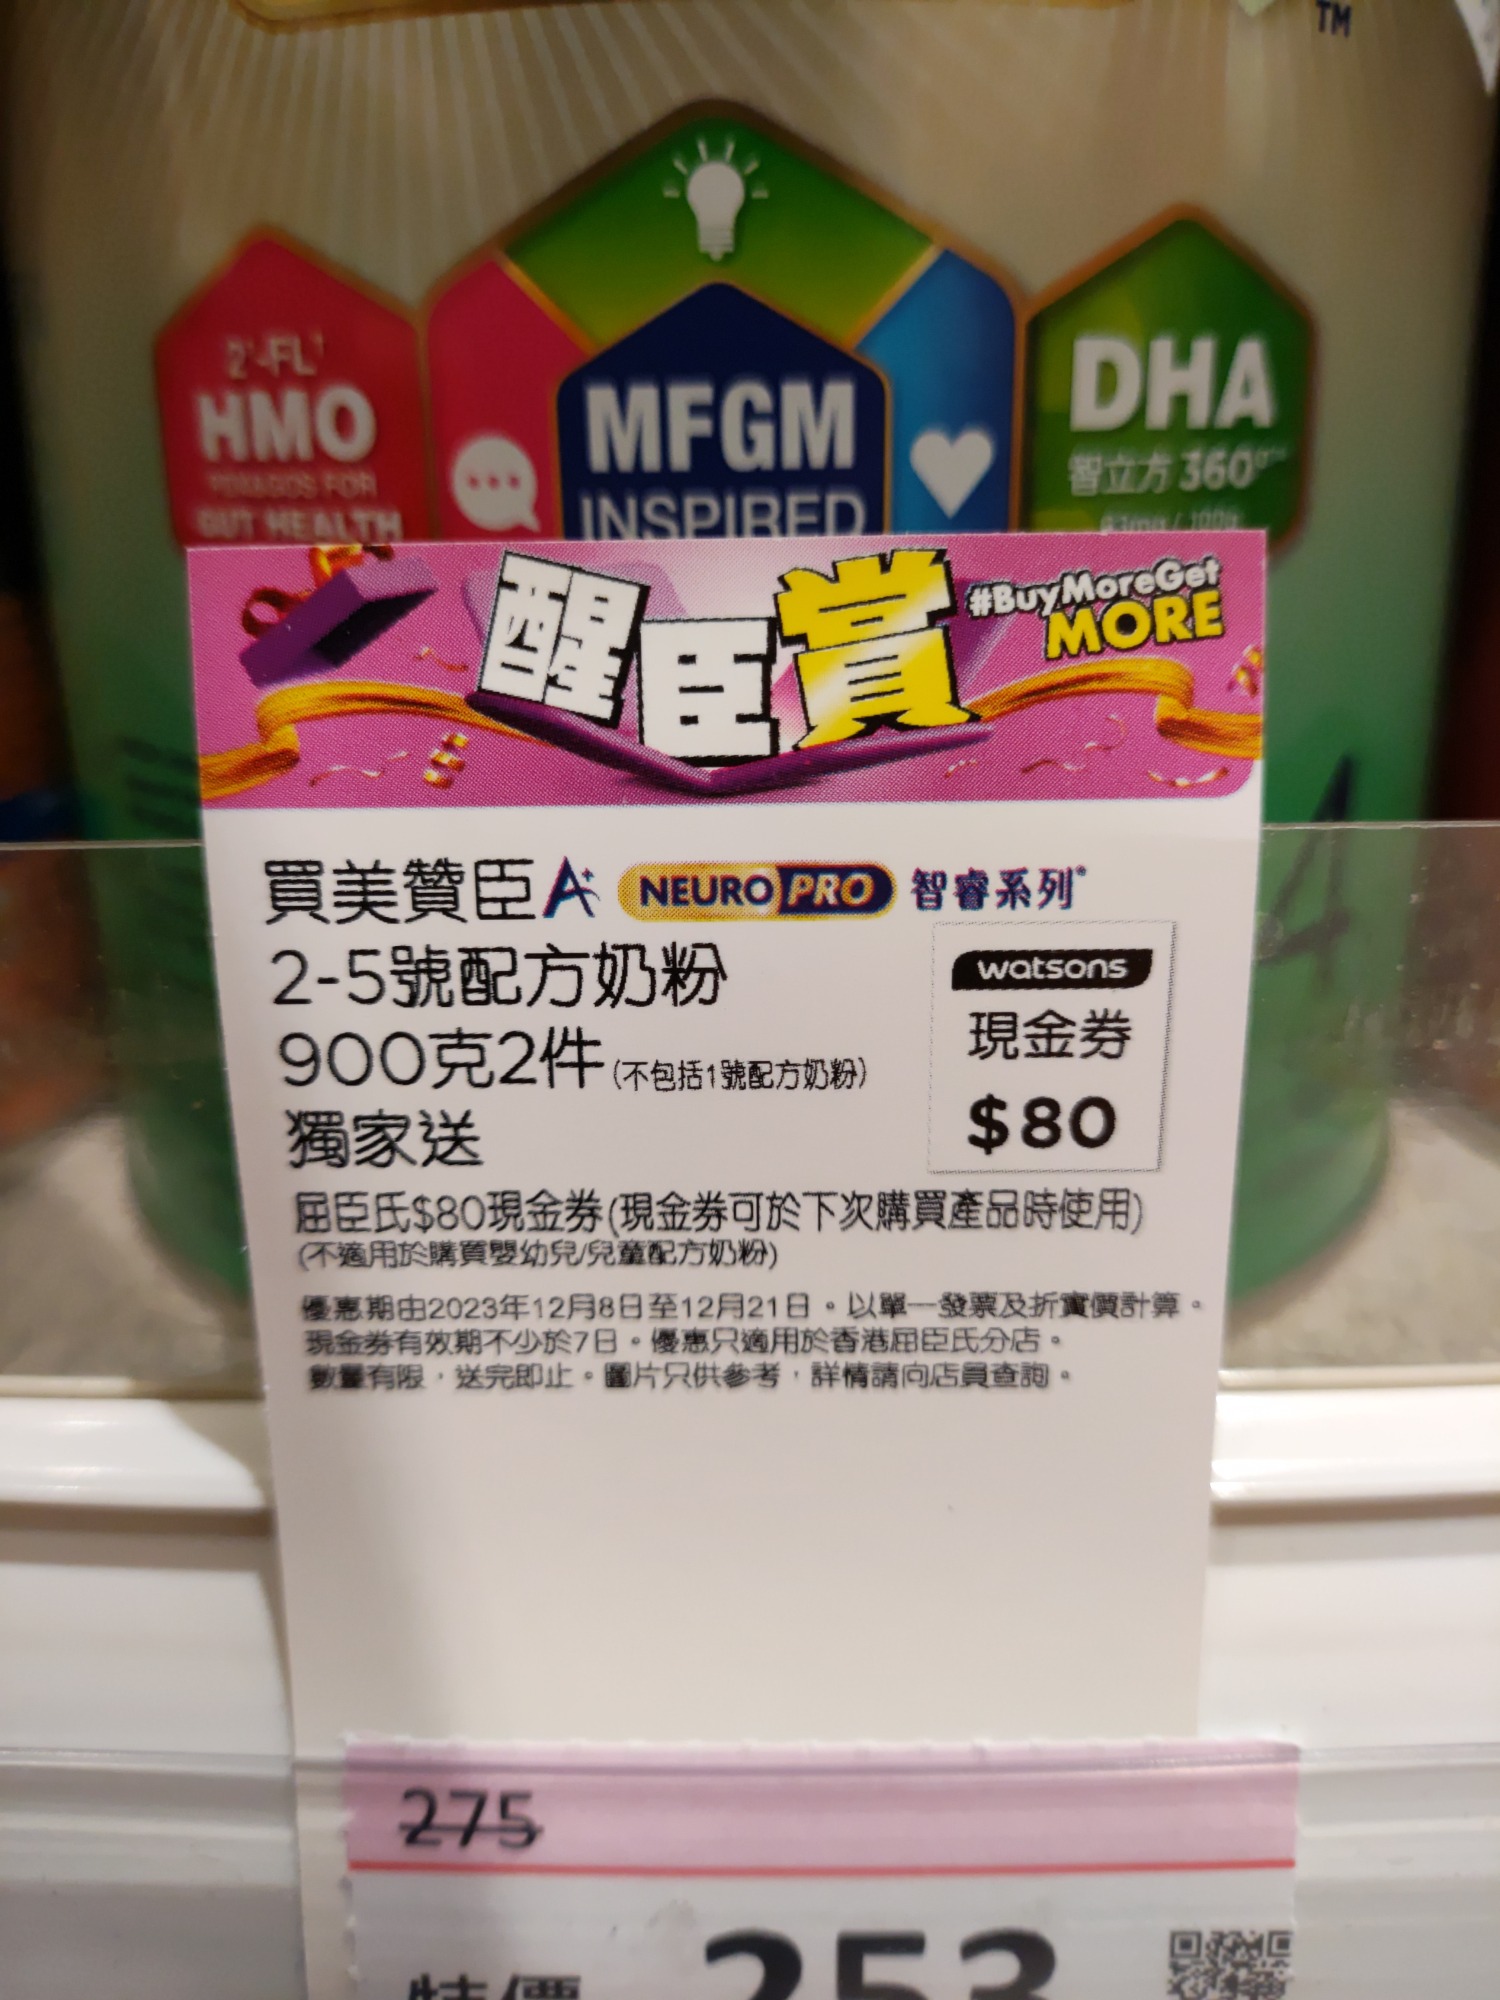 TM
2'-FL
HMO
GUT HEALTH
MFGM
INSPIRED
DHA
智立方 360°
醒臣賞
#BuyMoreGet
MORE
買美贊臣A+ NEUROPRO 智睿系列
2-5號配方奶粉
900克2件(不包括1號配方奶粉)
獨家送
watsons
現金券
$80
屈臣氏$80現金券(現金券可於下次購買產品時使用)
(不適用於購買嬰幼兒/兒童配方奶粉)
優惠期由2023年12月8日至12月21日。以單一發票及折實價計算。
現金券有效期不少於7日。優惠只適用於香港屈臣氏分店。
數量有限，送完即止。圖片只供參考，詳情請向店員查詢。
4
275
特價 253